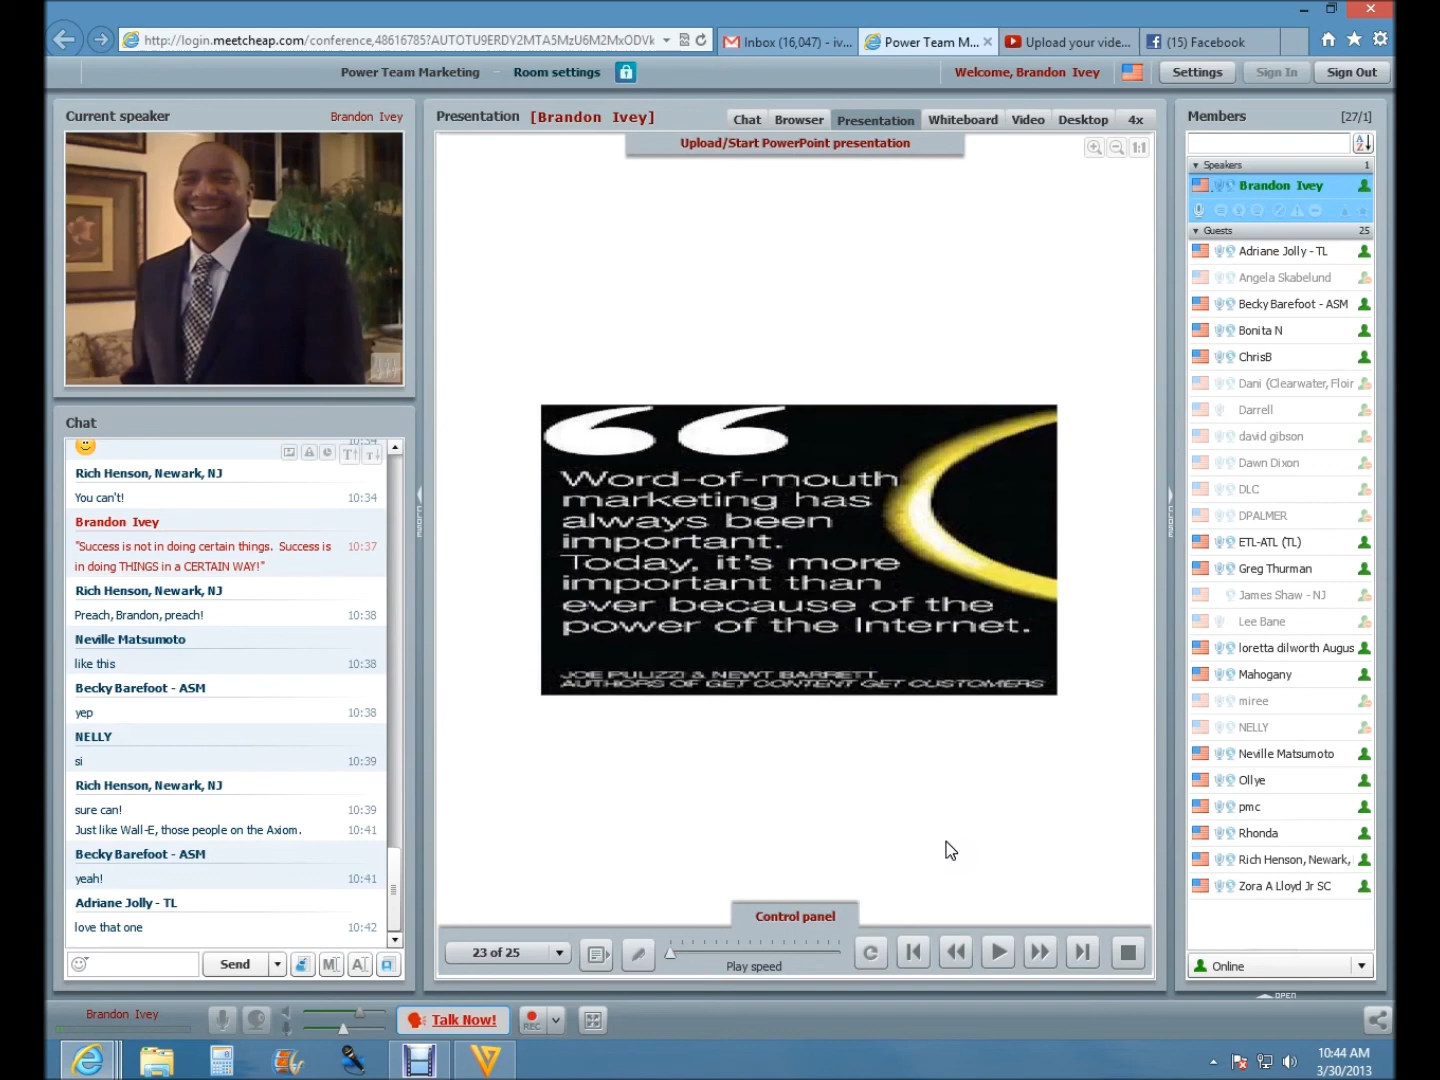 http://login.meetcheap.com/conference,48616785?AUTOTU9ERDY2MTA5MzU6M2MxODVk
Inbox (16,047) - iv...
Power Team M...
Upload your vide...
(15) Facebook
Power Team Marketing
Room settings
Welcome, Brandon Ivey
Settings
Sign In
Sign Out
Current speaker
Brandon Ivey
Presentation [Brandon Ivey]
Chat
Browser
Presentation
Whiteboard
Video
Desktop
4x
Upload/Start PowerPoint presentation
1:1
Members
[27/1]
Speakers 1
Brandon Ivey
Guests 25
Adriane Jolly - TL
Angela Skabelund
Becky Barefoot - ASM
Bonita N
ChrisB
Dani (Clearwater, Floir
Darrell
david gibson
Dawn Dixon
DLC
DPALMER
ETL-ATL (TL)
Greg Thurman
James Shaw - NJ
Lee Bane
loretta dilworth Augus
Mahogany
miree
NELLY
Neville Matsumoto
Ollye
pmc
Rhonda
Rich Henson, Newark,
Zora A Lloyd Jr SC
Online
OPEN
Chat
10:34
Rich Henson, Newark, NJ
You can't! 10:34
Brandon Ivey
"Success is not in doing certain things. Success is 10:37
in doing THINGS in a CERTAIN WAY!"
Rich Henson, Newark, NJ
Preach, Brandon, preach! 10:38
Neville Matsumoto
like this 10:38
Becky Barefoot - ASM
yep 10:38
NELLY
si 10:39
Rich Henson, Newark, NJ
sure can! 10:39
Just like Wall-E, those people on the Axiom. 10:41
Becky Barefoot - ASM
yeah! 10:41
Adriane Jolly - TL
love that one 10:42
Send
“
Word-of-mouth
marketing has
always been
important.
Today, it's more
important than
ever because of the
power of the Internet.
JOE PULIZZI & NEWT BARRETT
AUTHORS OF GET CONTENT GET CUSTOMERS
Control panel
23 of 25
Play speed
Brandon Ivey
Talk Now!
REC
10:44 AM
3/30/2013